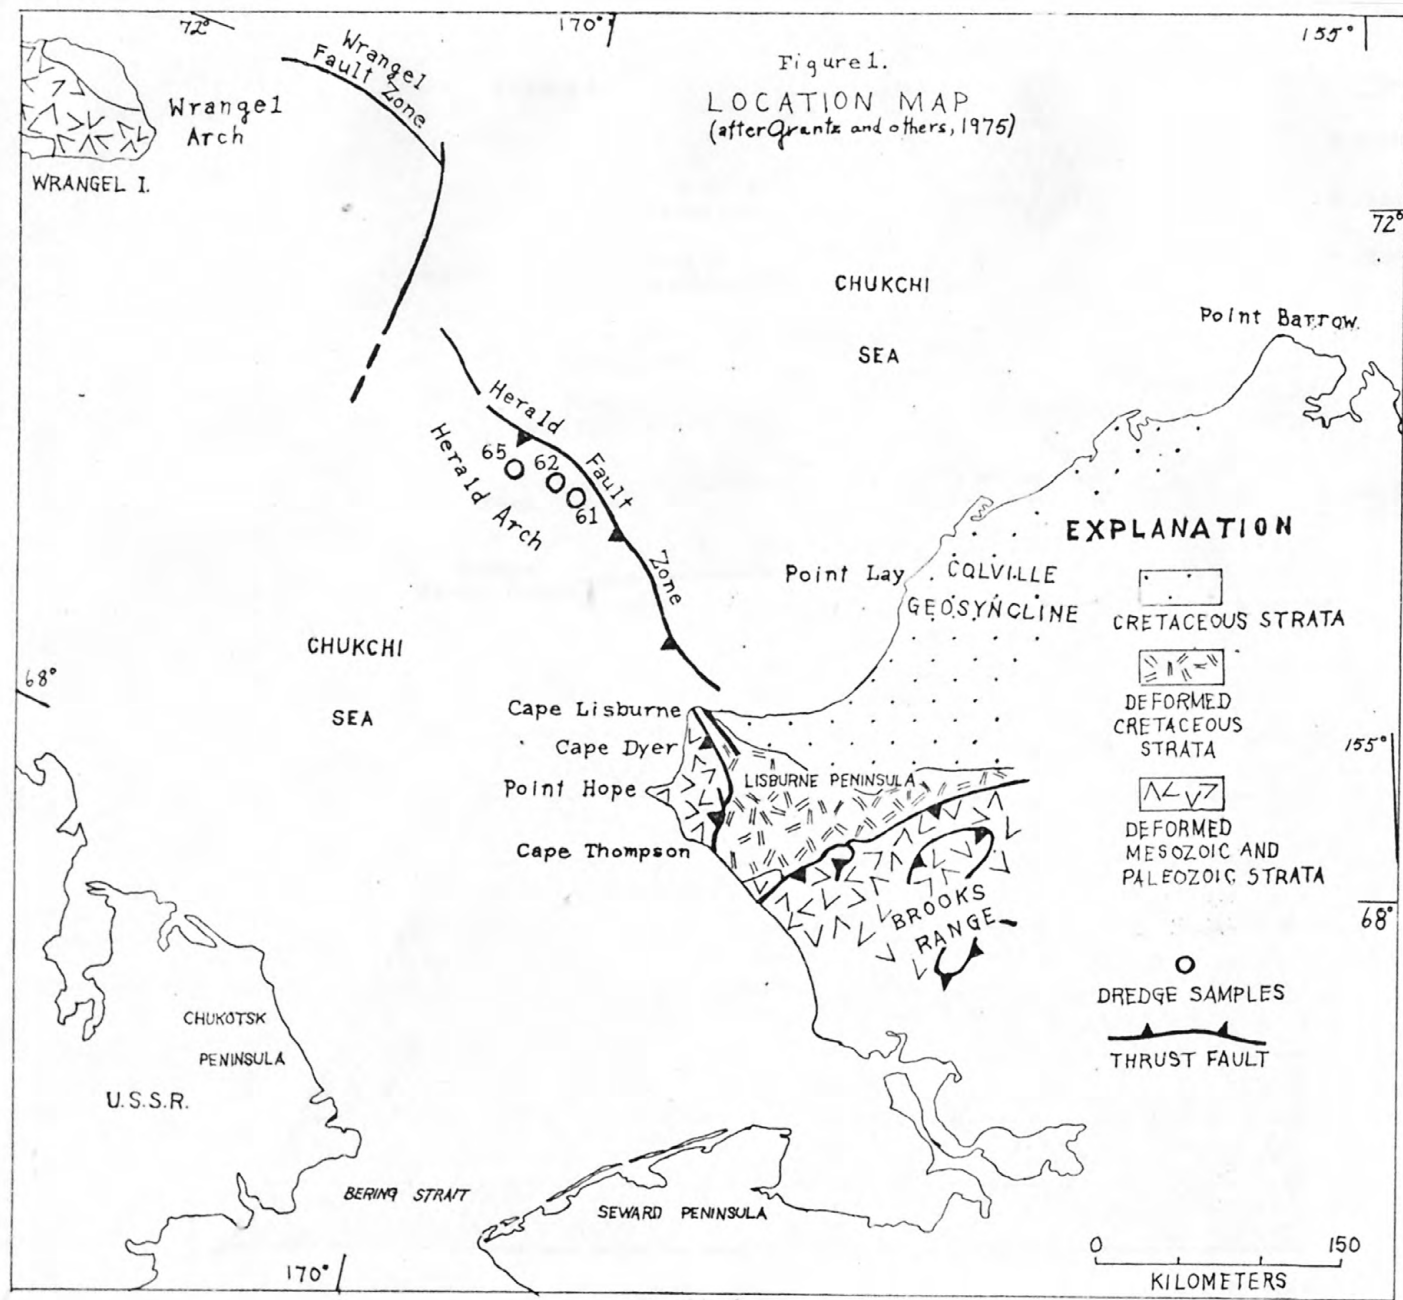 72°
170°
155°
Figure 1.
LOCATION MAP
(after Grantz and others, 1975)
Wrangel
Fault Zone
Wrangel
Arch
WRANGEL I.
72°
CHUKCHI
SEA
Point Barrow
Herald
Fault
Zone
Herald Arch
65
62
61
EXPLANATION
CRETACEOUS STRATA
DEFORMED
CRETACEOUS
STRATA
DEFORMED
MESOZOIC AND
PALEOZOIC STRATA
DREDGE SAMPLES
THRUST FAULT
Point Lay
COLVILLE
GEOSYNCLINE
CHUKCHI
SEA
68°
Cape Lisburne
Cape Dyer
Point Hope
Cape Thompson
LISBURNE PENINSULA
155°
68°
BROOKS
RANGE
CHUKOTSK
PENINSULA
U.S.S.R.
BERING STRAIT
SEWARD PENINSULA
170°
0 150
KILOMETERS